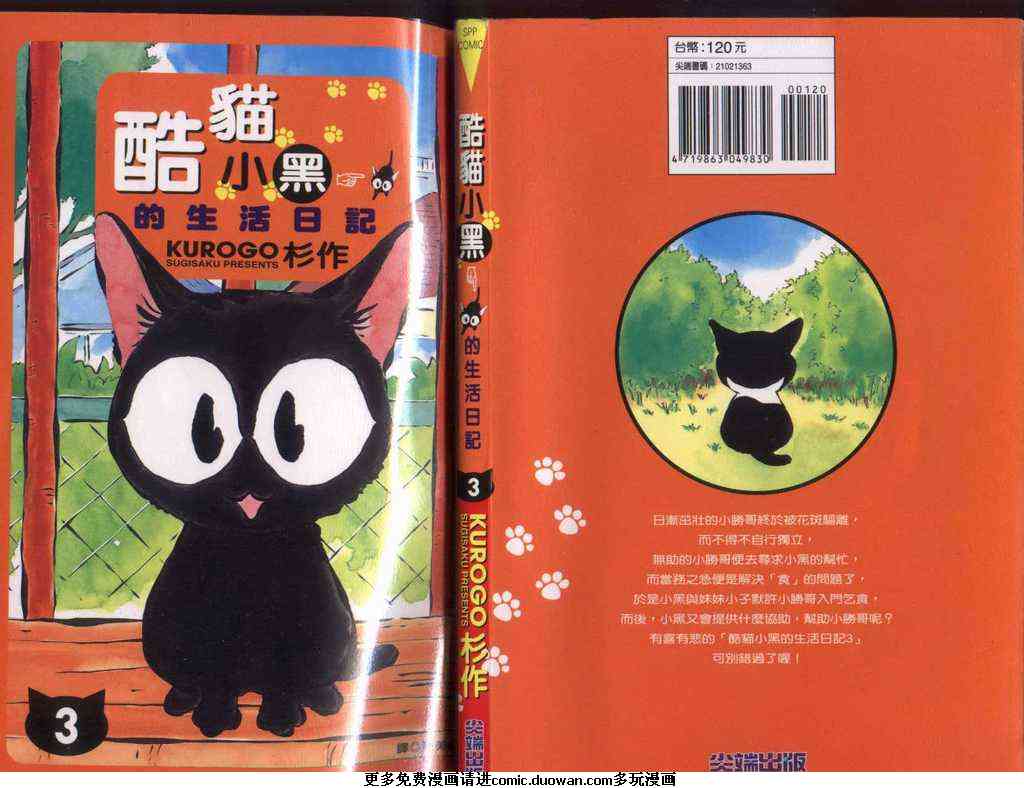 酷貓
小黑
的生活日記
KUROGO
SUGISAKU PRESENTS
杉作
3
SPP
COMIC
酷貓小黑
的生活日記
3
KUROGO
SUGISAKU PRESENTS
杉作
尖端出版
台幣：120元
尖端書碼：21021363
00120
4 719863 049830
日漸茁壯的小勝哥終於被花斑驅離，
而不得不自行獨立，
無助的小勝哥便去尋求小黑的幫忙，
而當務之急便是解決「食」的問題了，
於是小黑與妹妹小子默許小勝哥入門乞食，
而後，小黑又會提供什麼協助，幫助小勝哥呢？
有喜有悲的「酷貓小黑的生活日記3」
可別錯過了喔！
尖端出版
更多免费漫画请进comic.duowan.com多玩漫画